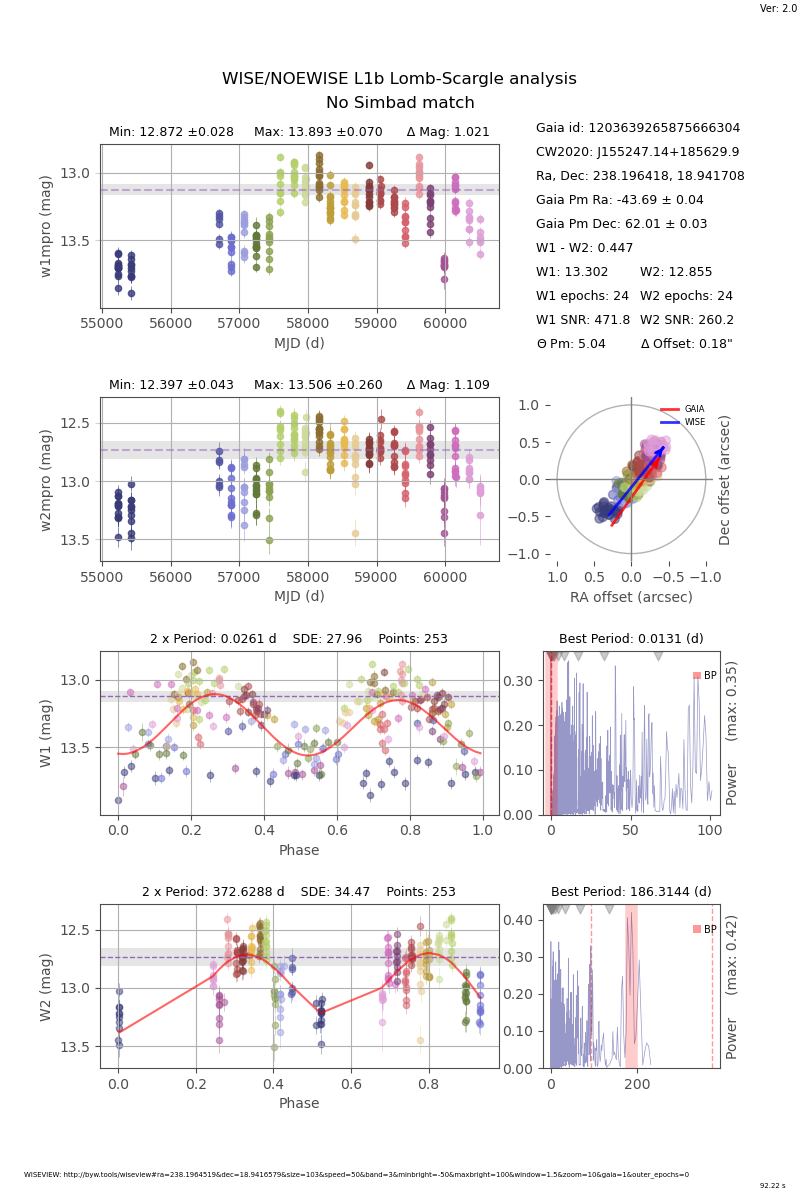 Ver: 2.0
WISE/NOEWISE L1b Lomb-Scargle analysis
No Simbad match
Min: 12.872 ±0.028 Max: 13.893 ±0.070 Δ Mag: 1.021
13.0
13.5
w1mpro (mag)
55000 56000 57000 58000 59000 60000
MJD (d)
Gaia id: 1203639265875666304
CW2020: J155247.14+185629.9
Ra, Dec: 238.196418, 18.941708
Gaia Pm Ra: -43.69 ± 0.04
Gaia Pm Dec: 62.01 ± 0.03
W1 - W2: 0.447
W1: 13.302 W2: 12.855
W1 epochs: 24 W2 epochs: 24
W1 SNR: 471.8 W2 SNR: 260.2
Θ Pm: 5.04 Δ Offset: 0.18"
Min: 12.397 ±0.043 Max: 13.506 ±0.260 Δ Mag: 1.109
12.5
13.0
13.5
w2mpro (mag)
55000 56000 57000 58000 59000 60000
MJD (d)
GAIA
WISE
1.0
0.5
0.0
−0.5
−1.0
1.0 0.5 0.0 −0.5 −1.0
RA offset (arcsec)
Dec offset (arcsec)
2 x Period: 0.0261 d SDE: 27.96 Points: 253
13.0
13.5
W1 (mag)
0.0 0.2 0.4 0.6 0.8 1.0
Phase
Best Period: 0.0131 (d)
BP
0.30
0.20
0.10
0.00
0 50 100
Power (max: 0.35)
2 x Period: 372.6288 d SDE: 34.47 Points: 253
12.5
13.0
13.5
W2 (mag)
0.0 0.2 0.4 0.6 0.8
Phase
Best Period: 186.3144 (d)
BP
0.40
0.30
0.20
0.10
0.00
0 200
Power (max: 0.42)
WISEVIEW: http://byw.tools/wiseview#ra=238.1964519&dec=18.9416579&size=103&speed=50&band=3&minbright=-50&maxbright=100&window=1.5&zoom=10&gaia=1&outer_epochs=0
92.22 s